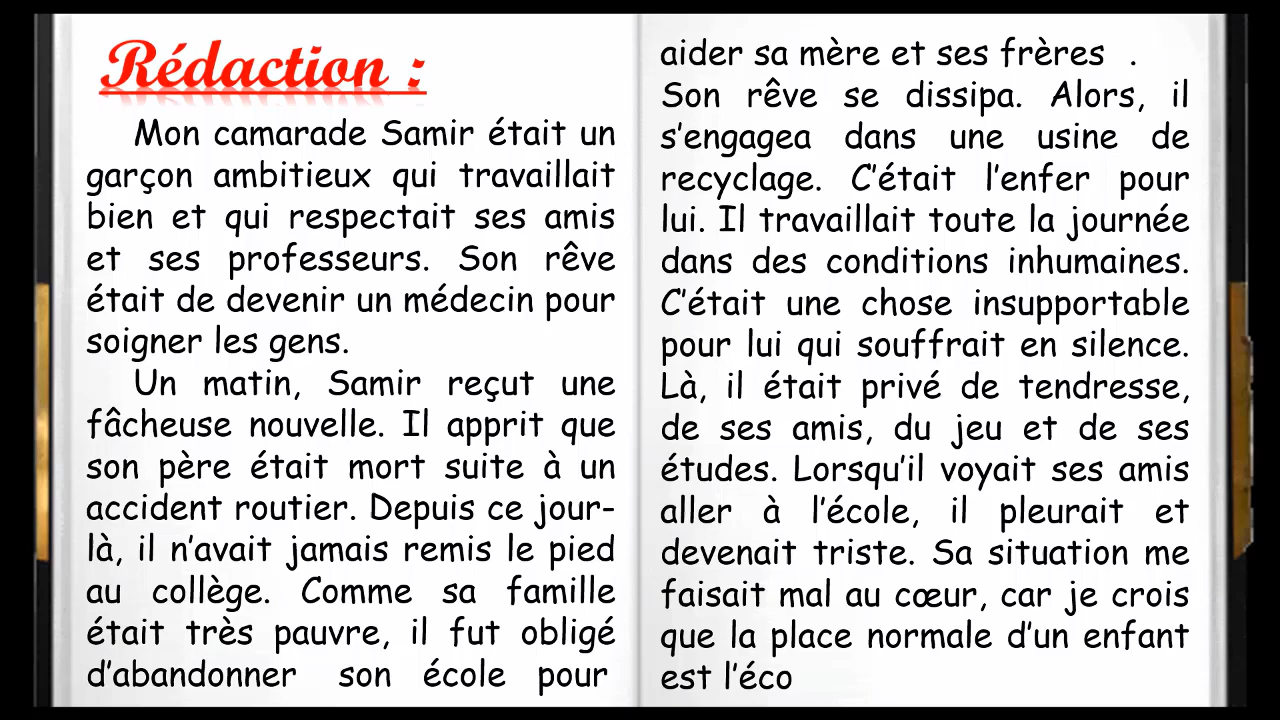 Rédaction :
Mon camarade Samir était un
garçon ambitieux qui travaillait
bien et qui respectait ses amis
et ses professeurs. Son rêve
était de devenir un médecin pour
soigner les gens.
Un matin, Samir reçut une
fâcheuse nouvelle. Il apprit que
son père était mort suite à un
accident routier. Depuis ce jour-
là, il n’avait jamais remis le pied
au collège. Comme sa famille
était très pauvre, il fut obligé
d’abandonner son école pour
aider sa mère et ses frères .
Son rêve se dissipa. Alors, il
s’engagea dans une usine de
recyclage. C’était l’enfer pour
lui. Il travaillait toute la journée
dans des conditions inhumaines.
C’était une chose insupportable
pour lui qui souffrait en silence.
Là, il était privé de tendresse,
de ses amis, du jeu et de ses
études. Lorsqu’il voyait ses amis
aller à l’école, il pleurait et
devenait triste. Sa situation me
faisait mal au cœur, car je crois
que la place normale d’un enfant
est l’éco